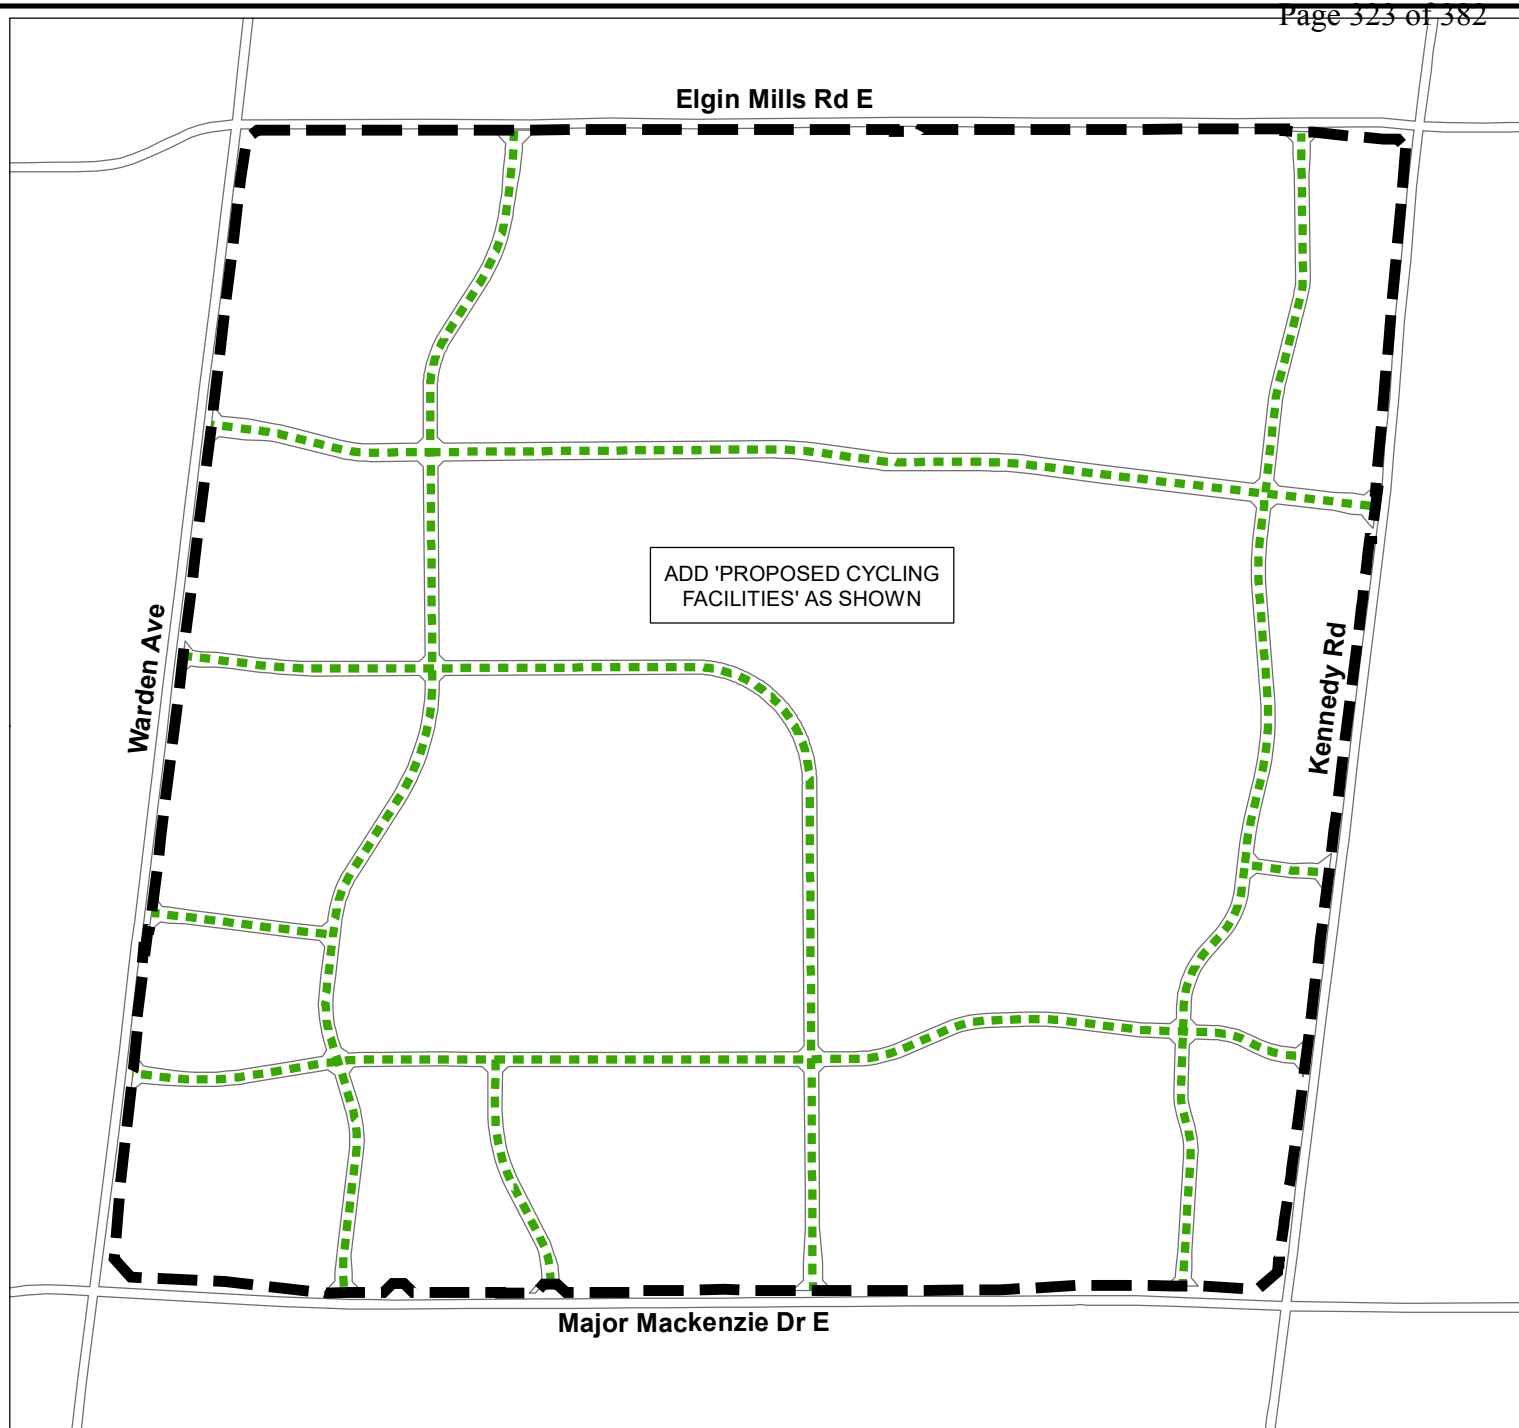 Page 323 of 382
Elgin Mills Rd E
ADD 'PROPOSED CYCLING
FACILITIES' AS SHOWN
Warden Ave
Kennedy Rd
Major Mackenzie Dr E